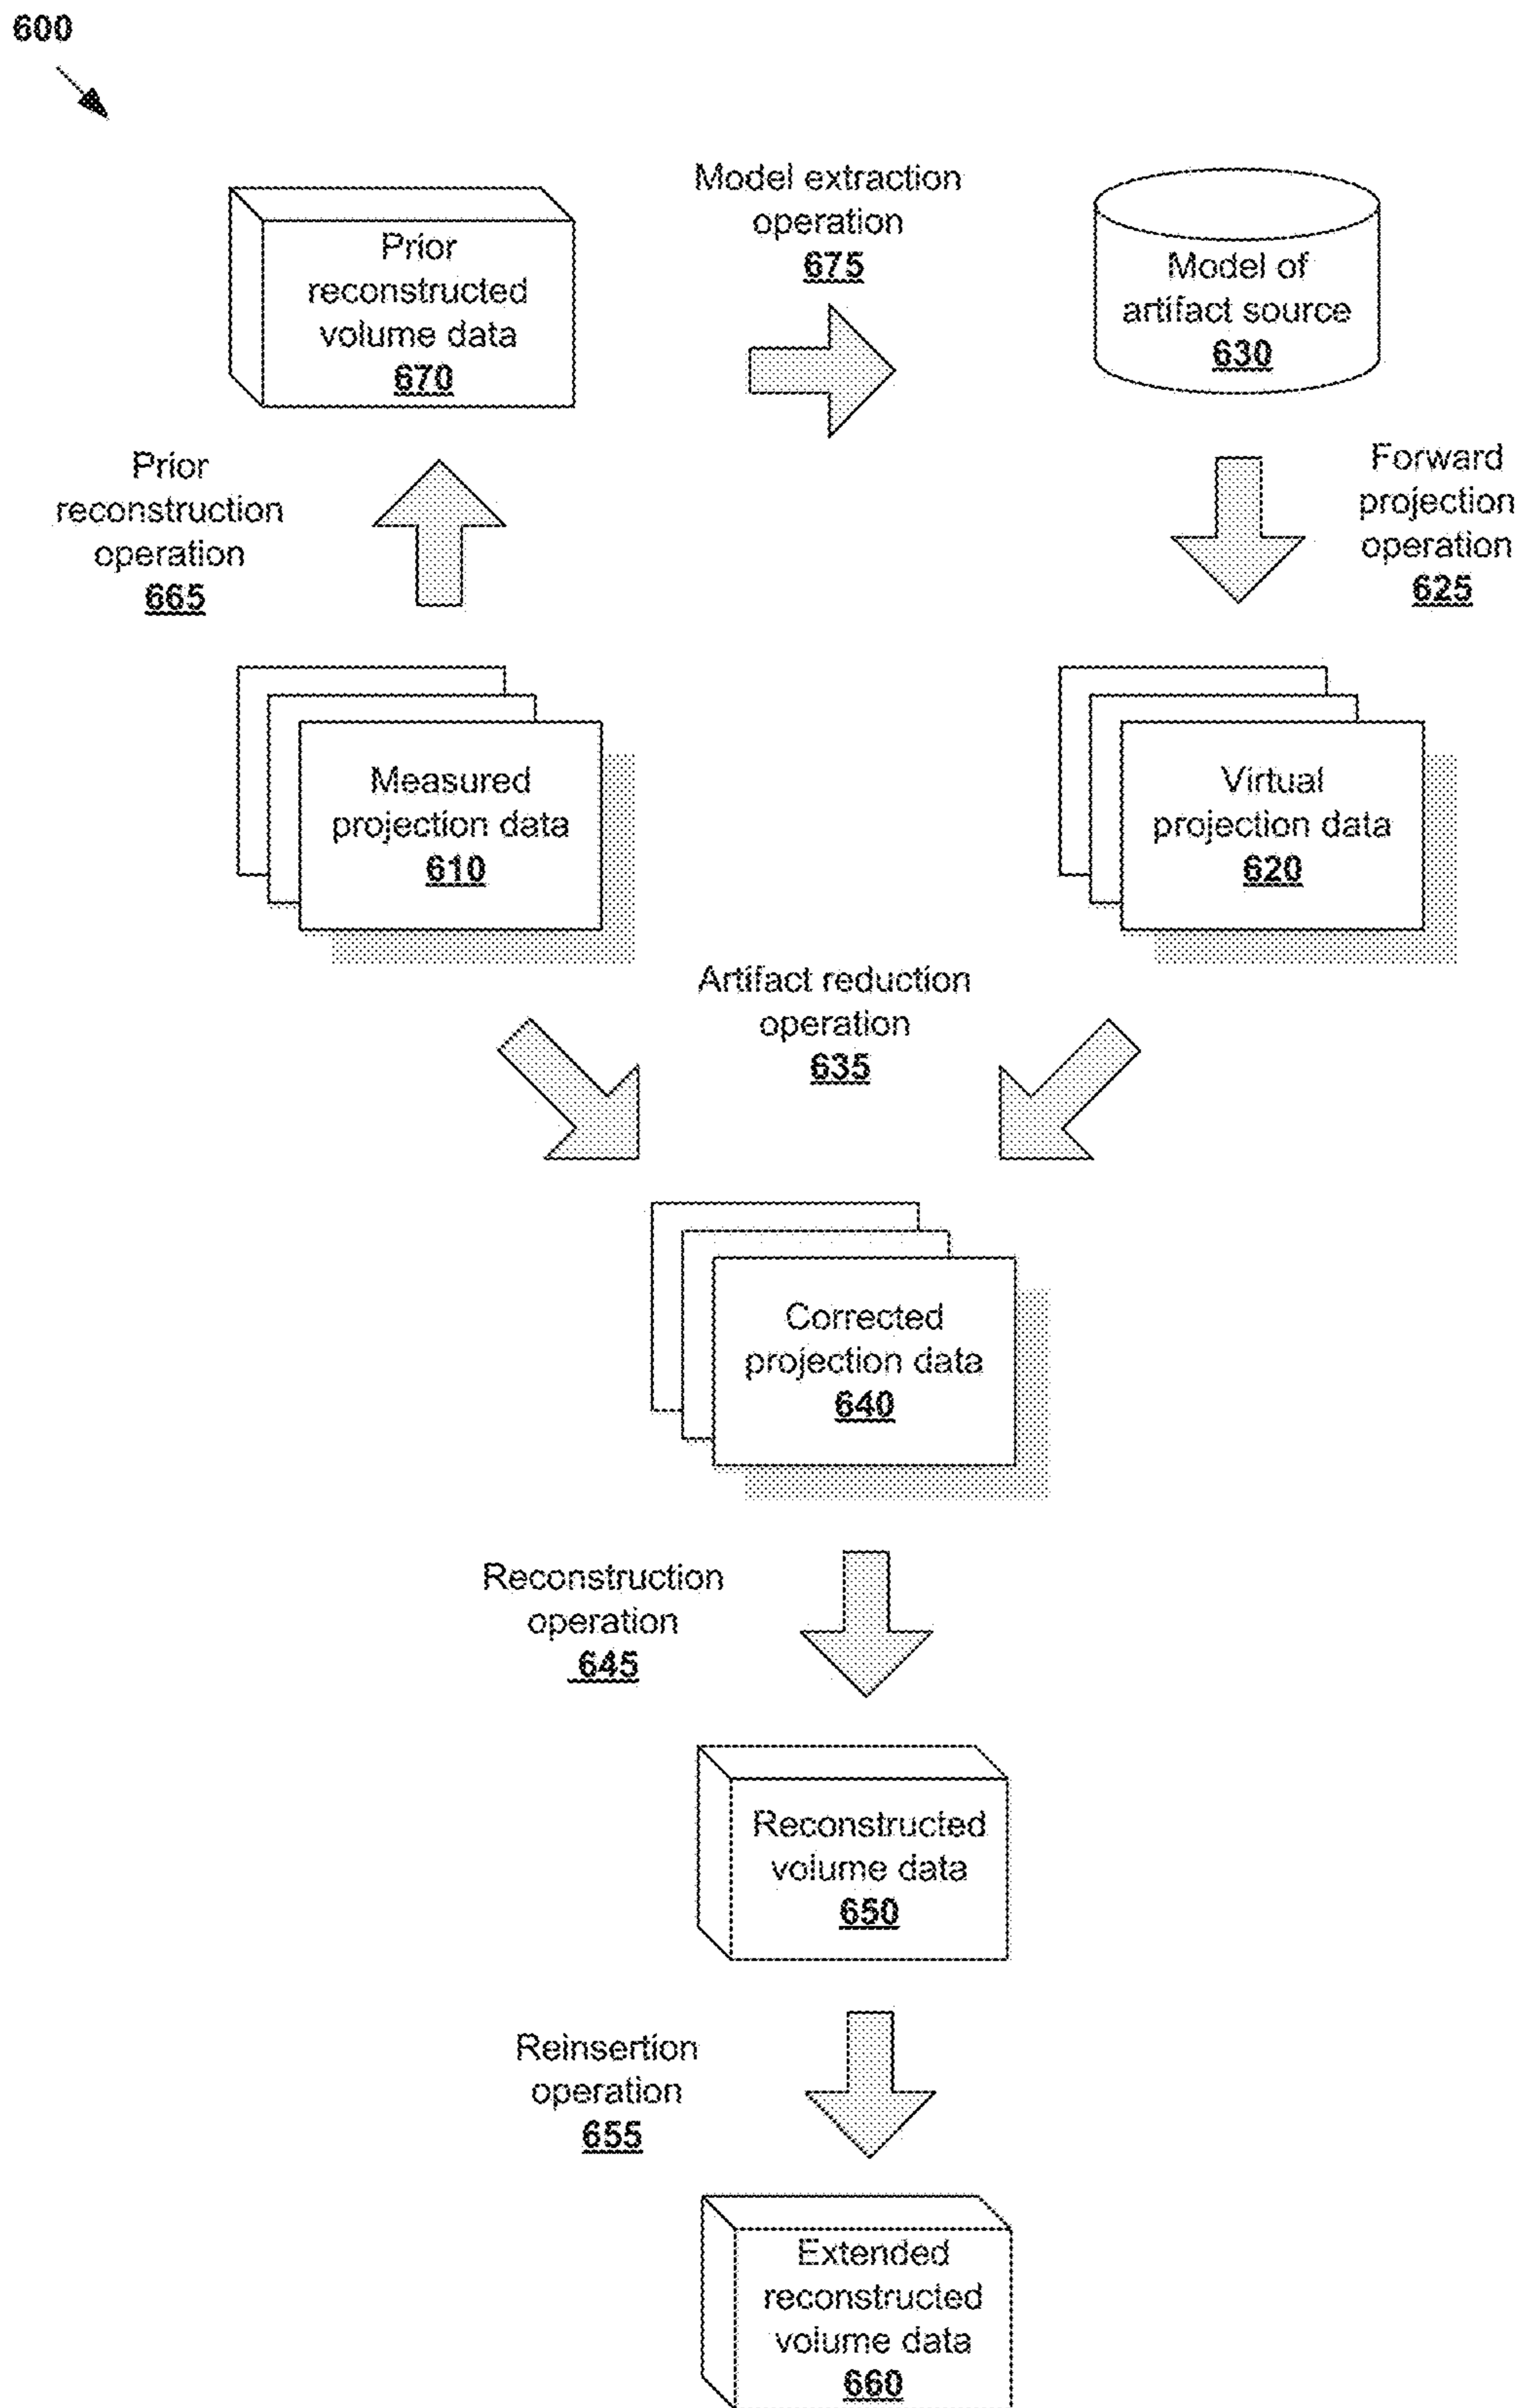 600
Prior
reconstructed
volume data
670
Model extraction
operation
675
Model of
artifact source
630
Prior
reconstruction
operation
665
Forward
projection
operation
625
Measured
projection data
610
Virtual
projection data
620
Artifact reduction
operation
635
Corrected
projection data
640
Reconstruction
operation
645
Reconstructed
volume data
650
Reinsertion
operation
655
Extended
reconstructed
volume data
660